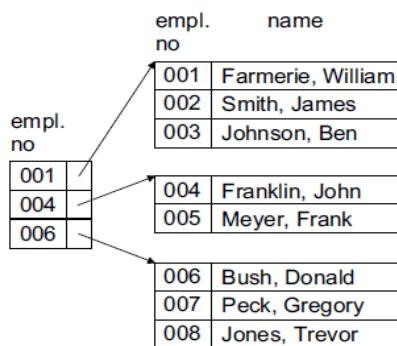 empl. name
no
001 Farmerie, William
002 Smith, James
003 Johnson, Ben
empl.
no
001
004
006
004 Franklin, John
005 Meyer, Frank
006 Bush, Donald
007 Peck, Gregory
008 Jones, Trevor